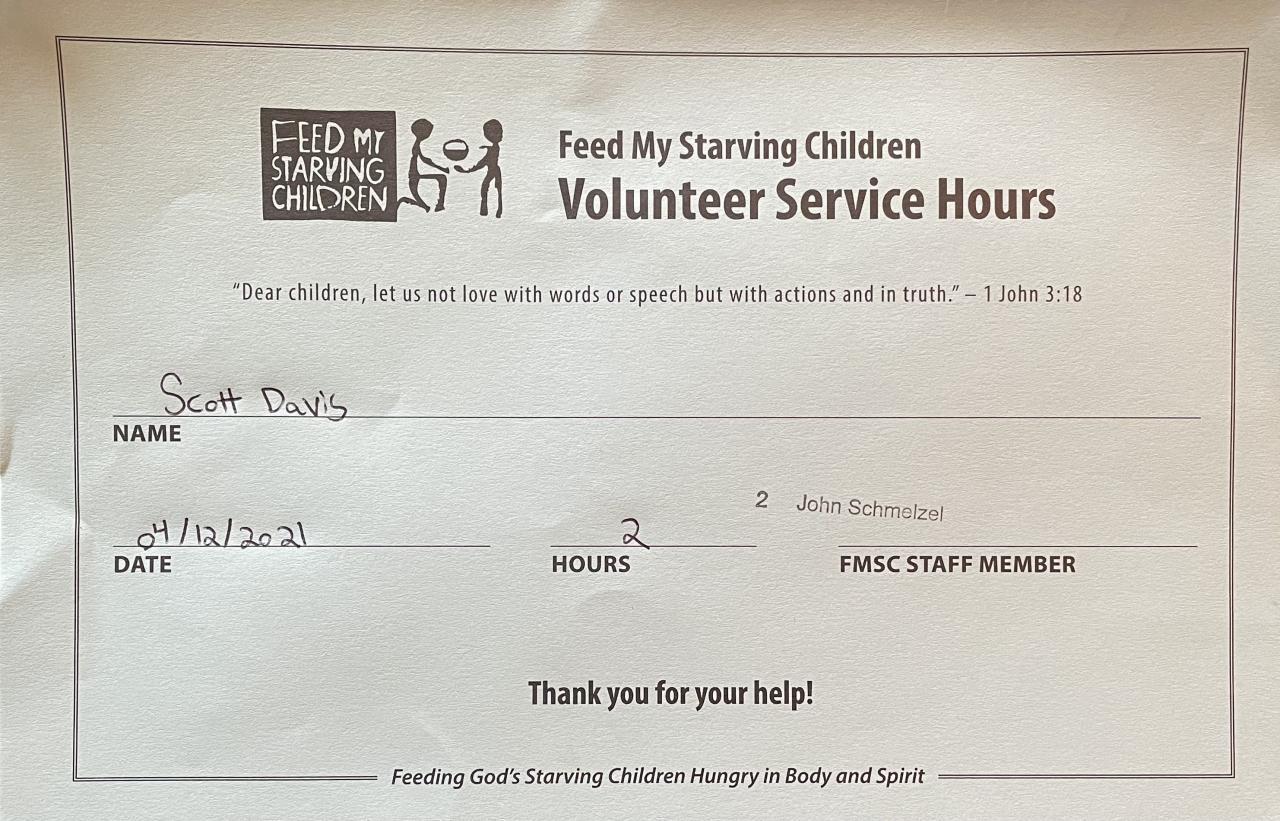 FEED MY
STARVING
CHILDREN
Feed My Starving Children
Volunteer Service Hours
“Dear children, let us not love with words or speech but with actions and in truth.” – 1 John 3:18
Scott Davis
NAME
2 John Schmelzel
04/12/2021 2
DATE HOURS FMSC STAFF MEMBER
Thank you for your help!
Feeding God’s Starving Children Hungry in Body and Spirit